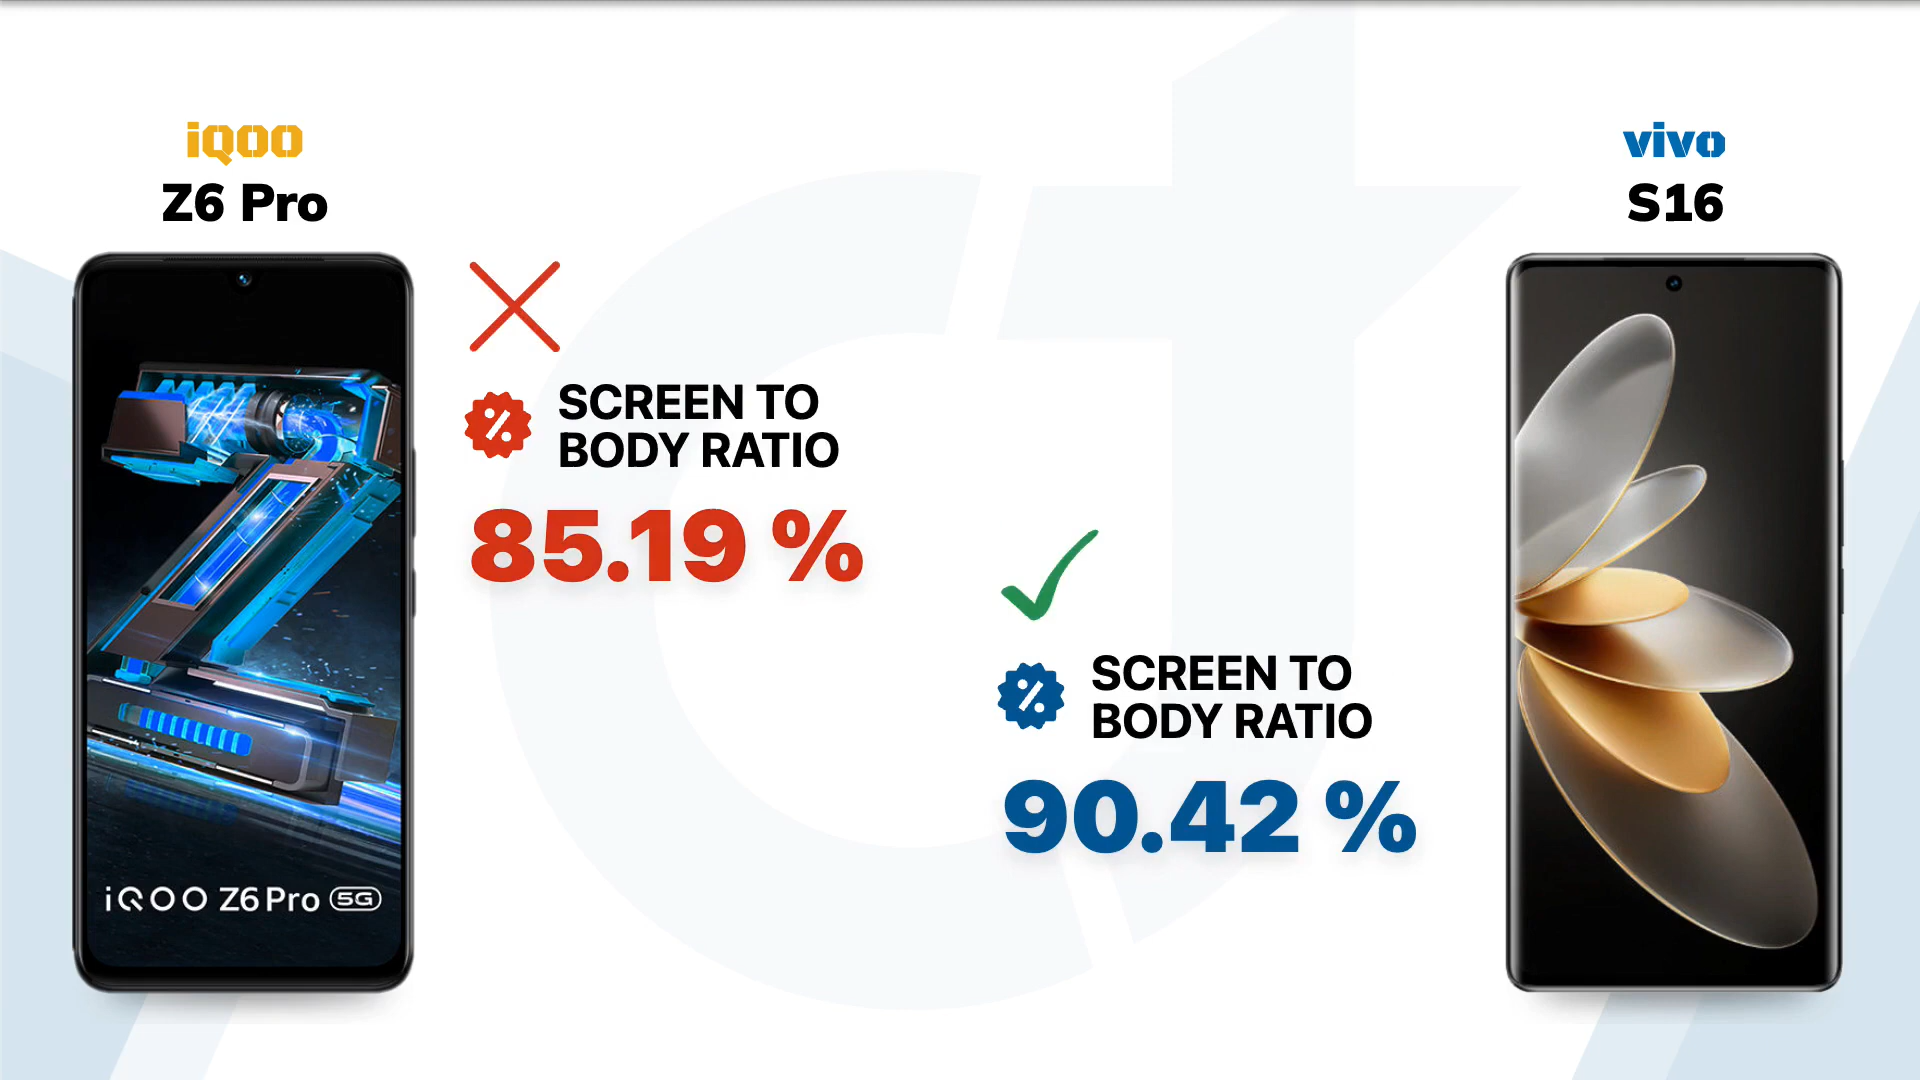 iQOO
Z6 Pro
SCREEN TO
BODY RATIO
85.19 %
iQOO Z6 Pro 5G
vivo
S16
SCREEN TO
BODY RATIO
90.42 %